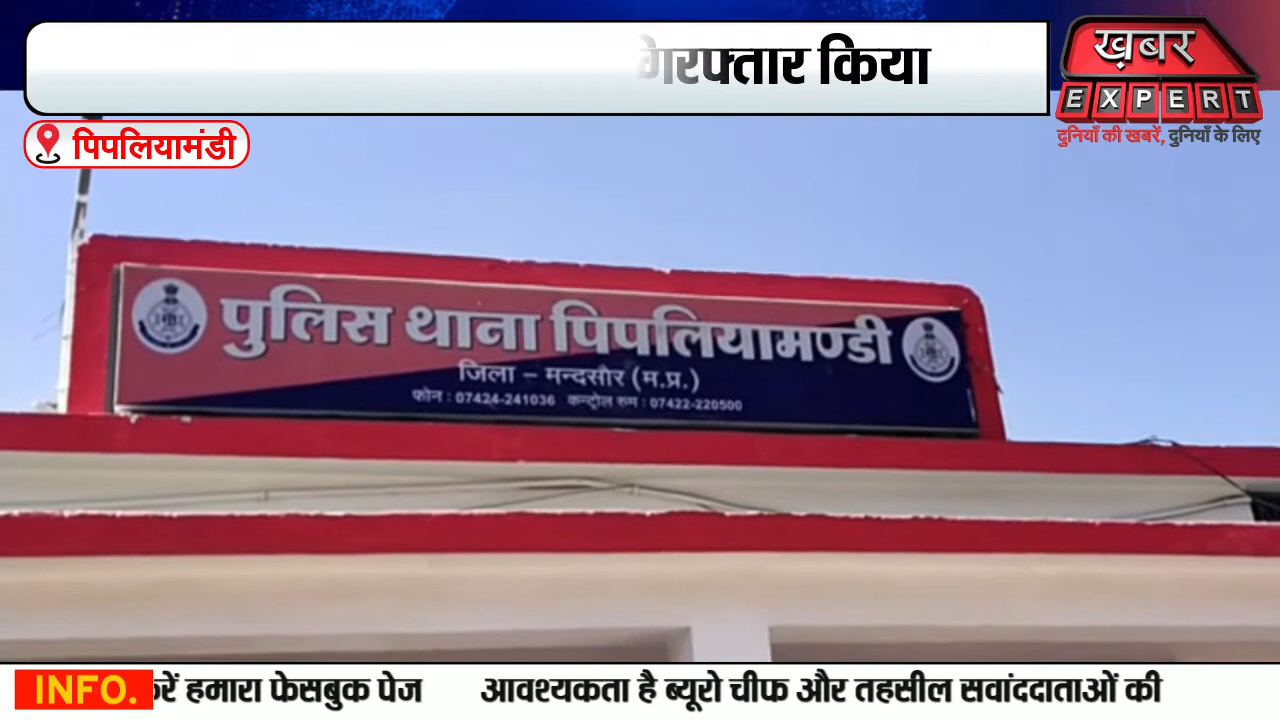 गिरफ्तार किया
ख़बर
EXPERT
दुनियाँ की खबरें, दुनियाँ के लिए
पिपलियामंडी
पुलिस थाना पिपलियामण्डी
जिला - मन्दसौर (म.प्र.)
फोन : 07424-241036 कन्ट्रोल रुम : 07422-220500
INFO. हमारा फेसबुक पेज आवश्यकता है ब्यूरो चीफ और तहसील सवांददाताओं की